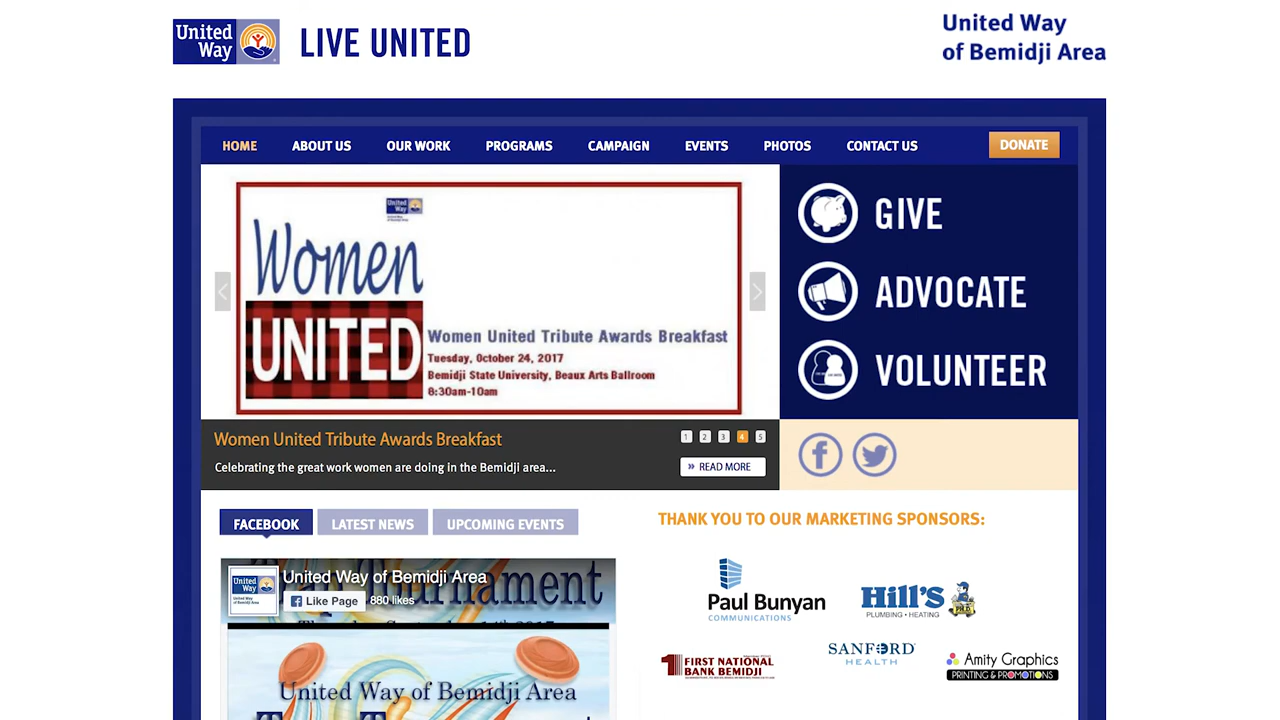 United
Way
LIVE UNITED
United Way
of Bemidji Area
HOME ABOUT US OUR WORK PROGRAMS CAMPAIGN EVENTS PHOTOS CONTACT US DONATE
United
Way
Women
UNITED
Women United Tribute Awards Breakfast
Tuesday, October 24, 2017
Bemidji State University, Beaux Arts Ballroom
8:30am-10am
GIVE
ADVOCATE
VOLUNTEER
Women United Tribute Awards Breakfast
1 2 3 4 5
Celebrating the great work women are doing in the Bemidji area...
» READ MORE
FACEBOOK LATEST NEWS UPCOMING EVENTS
THANK YOU TO OUR MARKETING SPONSORS:
United
Way
United Way of Bemidji Area
Like Page
880 likes
United Way of Bemidji Area
Paul Bunyan
COMMUNICATIONS
Hill's
PLUMBING • HEATING
P.H.D.
1 FIRST NATIONAL
BANK BEMIDJI
SANFORD
HEALTH
Amity Graphics
PRINTING & PROMOTIONS